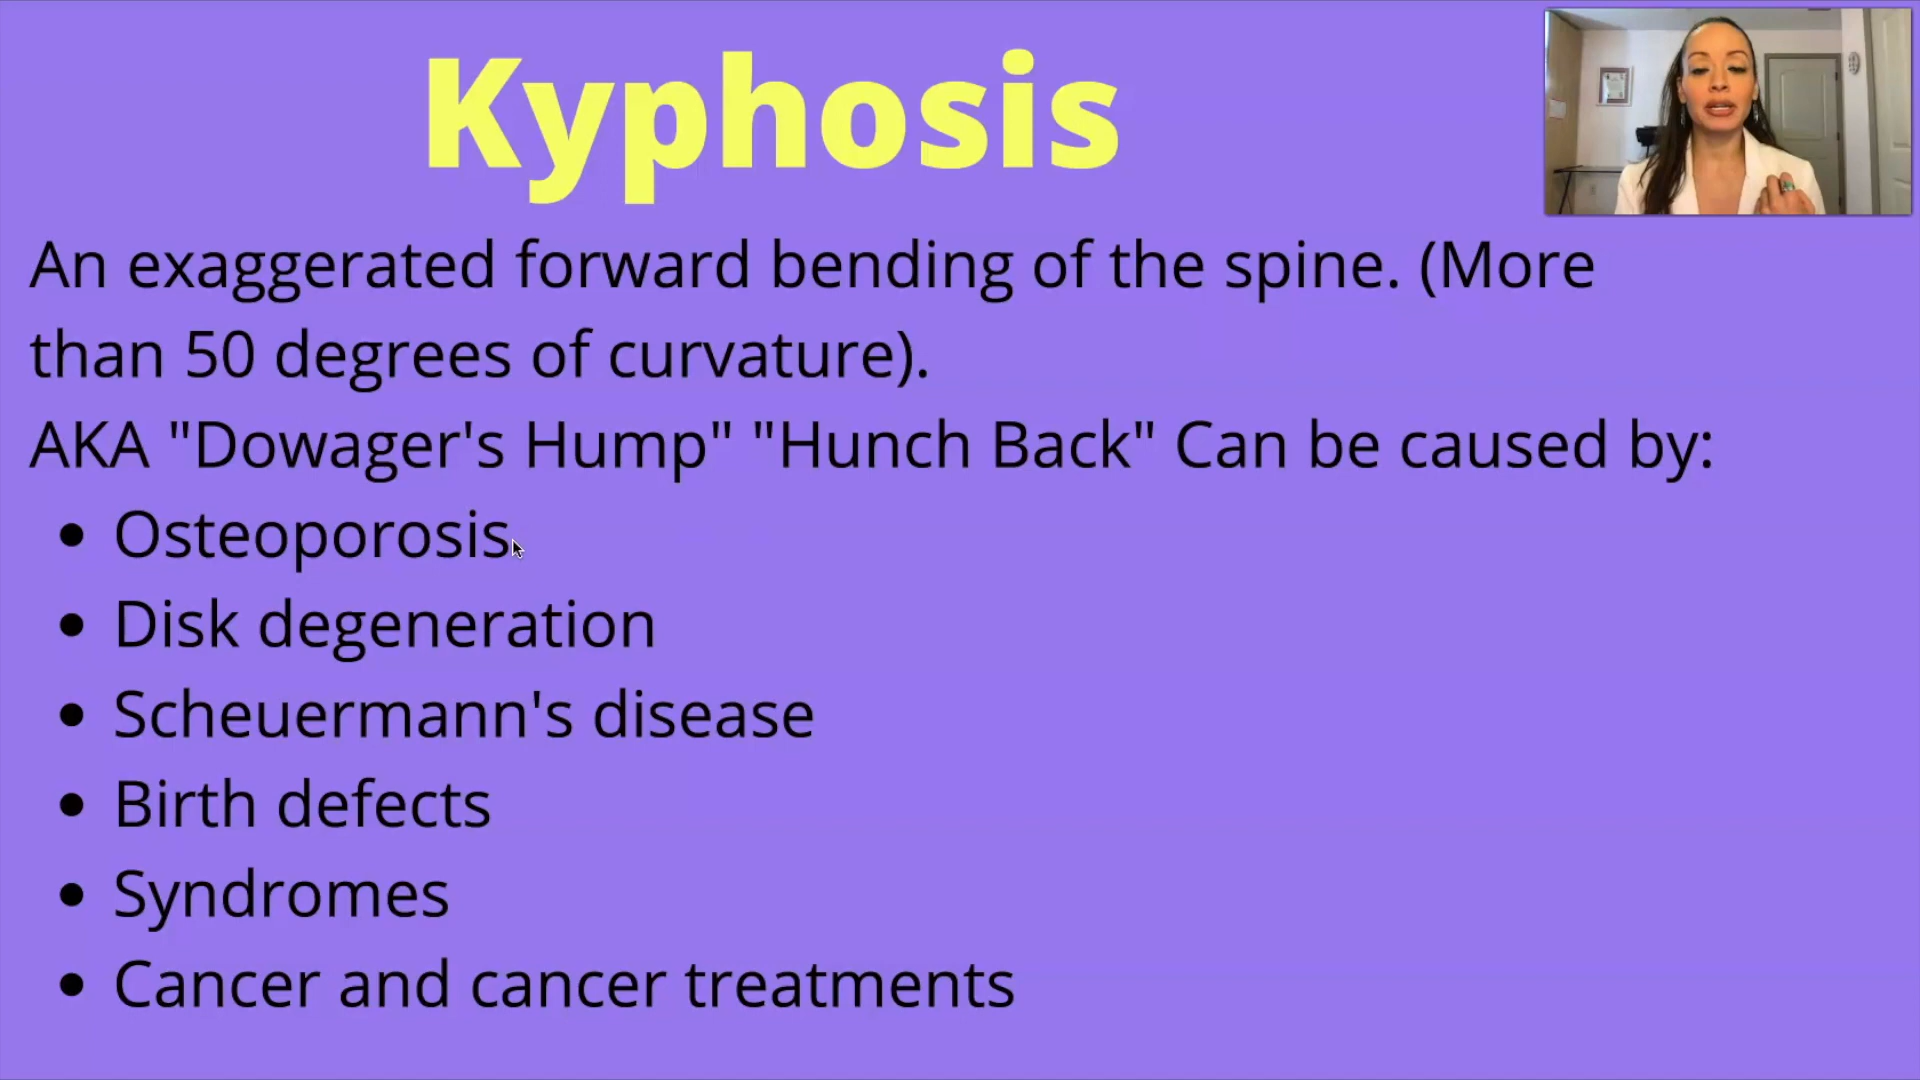 Kyphosis
An exaggerated forward bending of the spine. (More
than 50 degrees of curvature).
AKA "Dowager's Hump" "Hunch Back" Can be caused by:
• Osteoporosis
• Disk degeneration
• Scheuermann's disease
• Birth defects
• Syndromes
• Cancer and cancer treatments